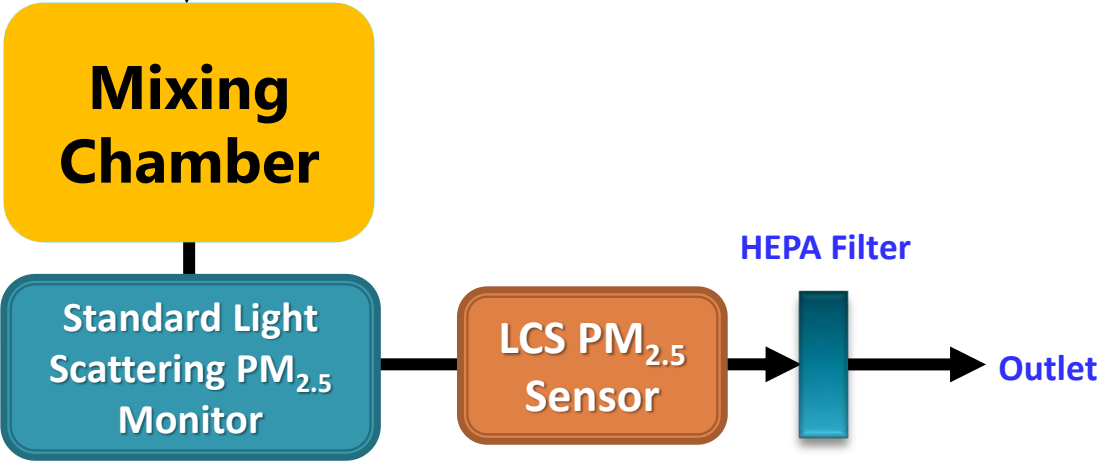 Mixing
Chamber
HEPA Filter
Standard Light
Scattering PM₂.₅
Monitor
LCS PM₂.₅
Sensor
Outlet